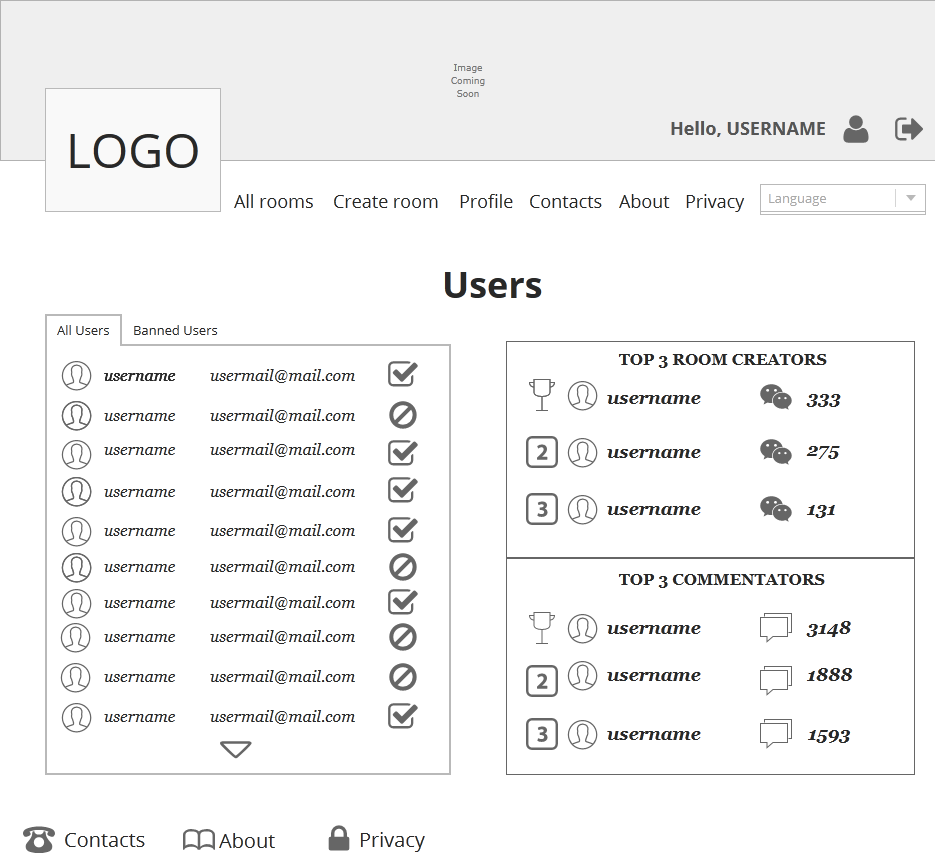 Image
Coming
Soon
Hello, USERNAME
LOGO
All rooms Create room Profile Contacts About Privacy Language
Users
All Users Banned Users
username usermail@mail.com
username usermail@mail.com
username usermail@mail.com
username usermail@mail.com
username usermail@mail.com
username usermail@mail.com
username usermail@mail.com
username usermail@mail.com
username usermail@mail.com
username usermail@mail.com
TOP 3 ROOM CREATORS
username 333
2 username 275
3 username 131
TOP 3 COMMENTATORS
username 3148
2 username 1888
3 username 1593
Contacts About Privacy